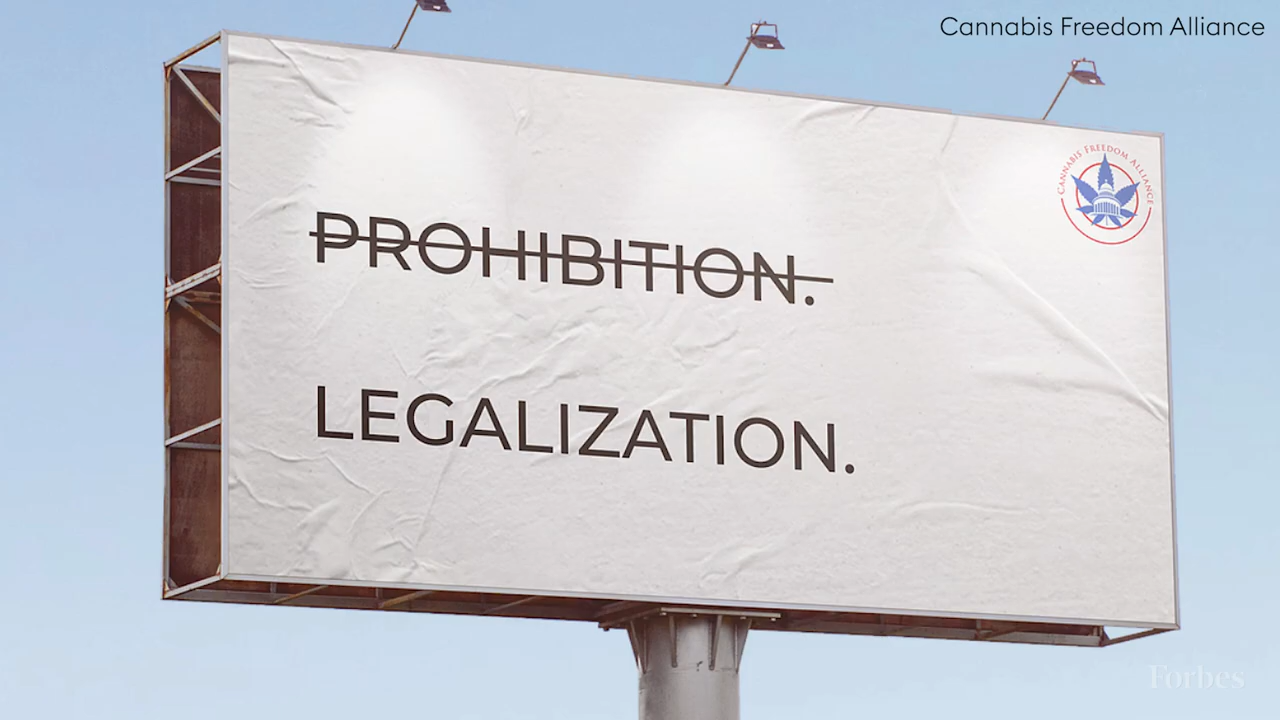 Cannabis Freedom Alliance
CANNABIS FREEDOM ALLIANCE
PROHIBITION.
LEGALIZATION.
Forbes